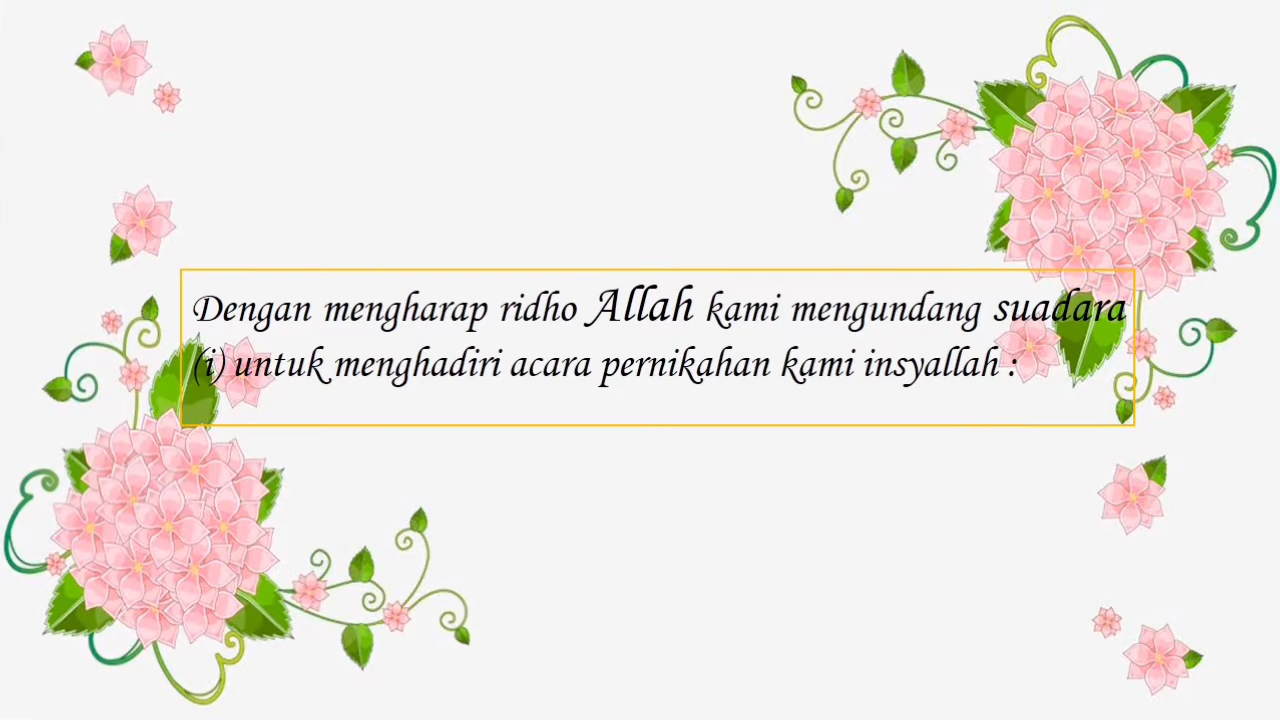 Dengan mengharap ridho Allah kami mengundang suadara
(i) untuk menghadiri acara pernikahan kami insyallah :